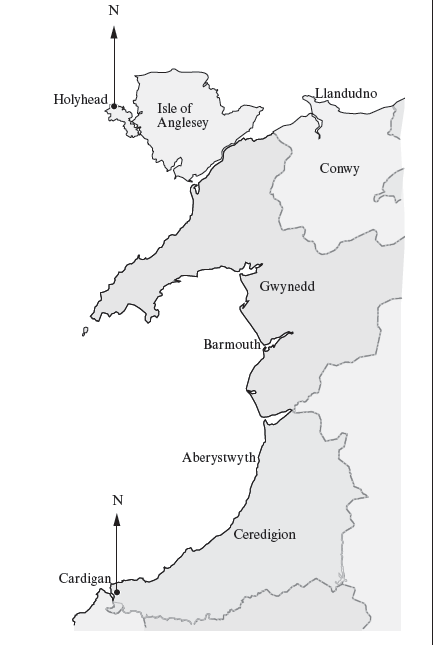 N
Llandudno
Holyhead
Isle of
Anglesey
Conwy
Gwynedd
Barmouth
Aberystwyth
N
Ceredigion
Cardigan